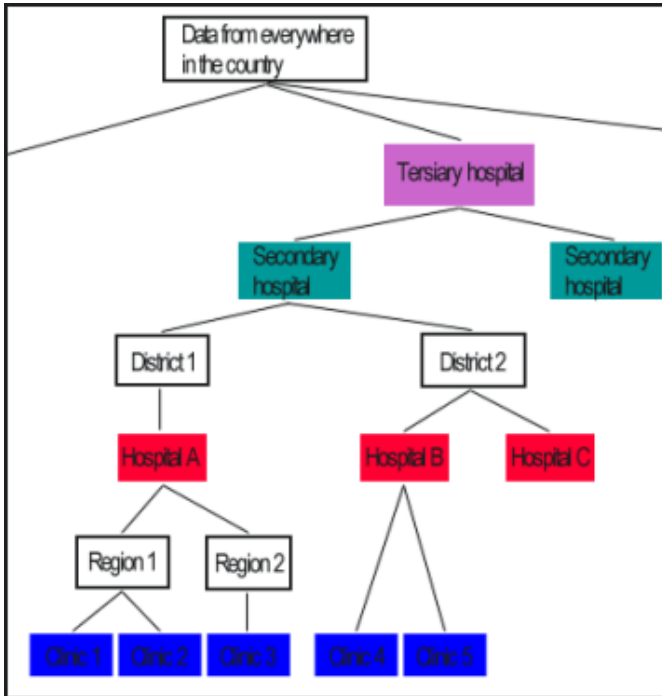 Data from everywhere
in the country
Tersiary hospital
Secondary
hospital
Secondary
hospital
District 1
District 2
Hospital A
Hospital B
Hospital C
Region 1
Region 2
Clinic 1
Clinic 2
Clinic 3
Clinic 4
Clinic 5